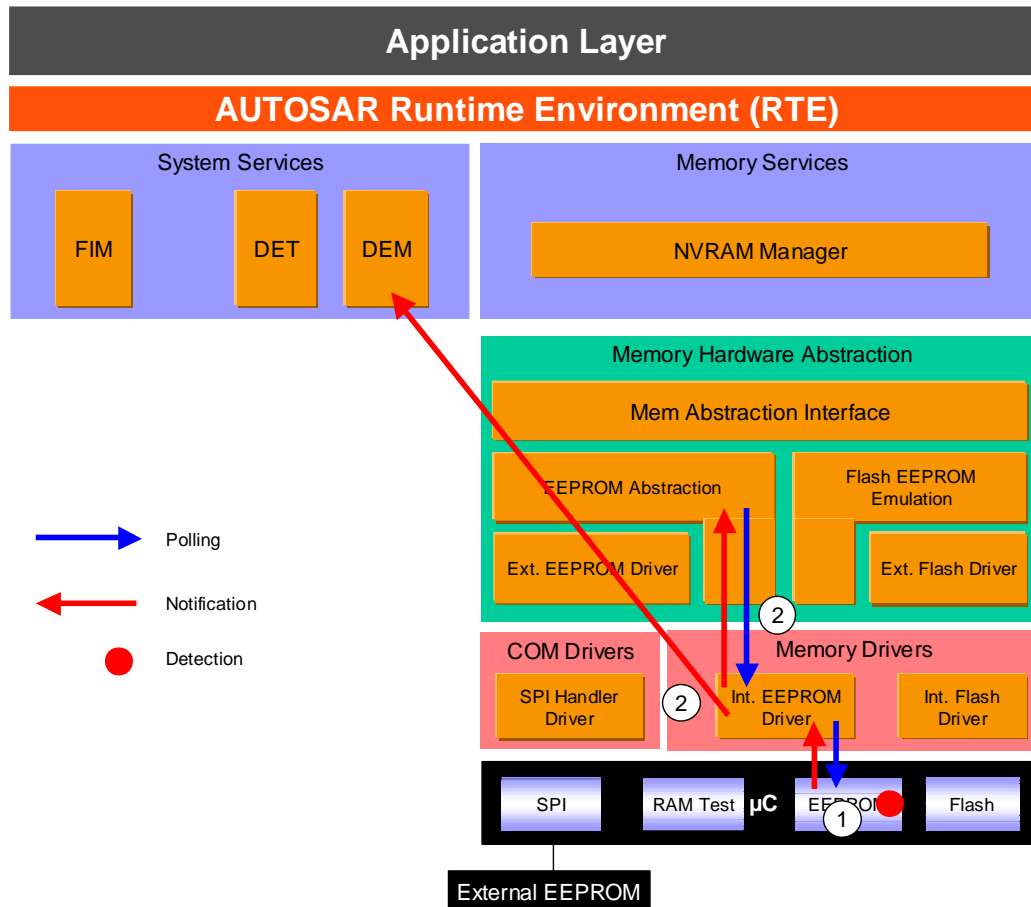 Application Layer
AUTOSAR Runtime Environment (RTE)
System Services
Memory Services
FIM
DET
DEM
NVRAM Manager
Memory Hardware Abstraction
Mem Abstraction Interface
EEPROM Abstraction
Flash EEPROM
Emulation
Polling
Ext. EEPROM Driver
Ext. Flash Driver
Notification
2
Detection
COM Drivers
Memory Drivers
SPI Handler
Driver
2
Int. EEPROM
Driver
Int. Flash
Driver
SPI
RAM Test
µC
EEPROM
1
Flash
External EEPROM